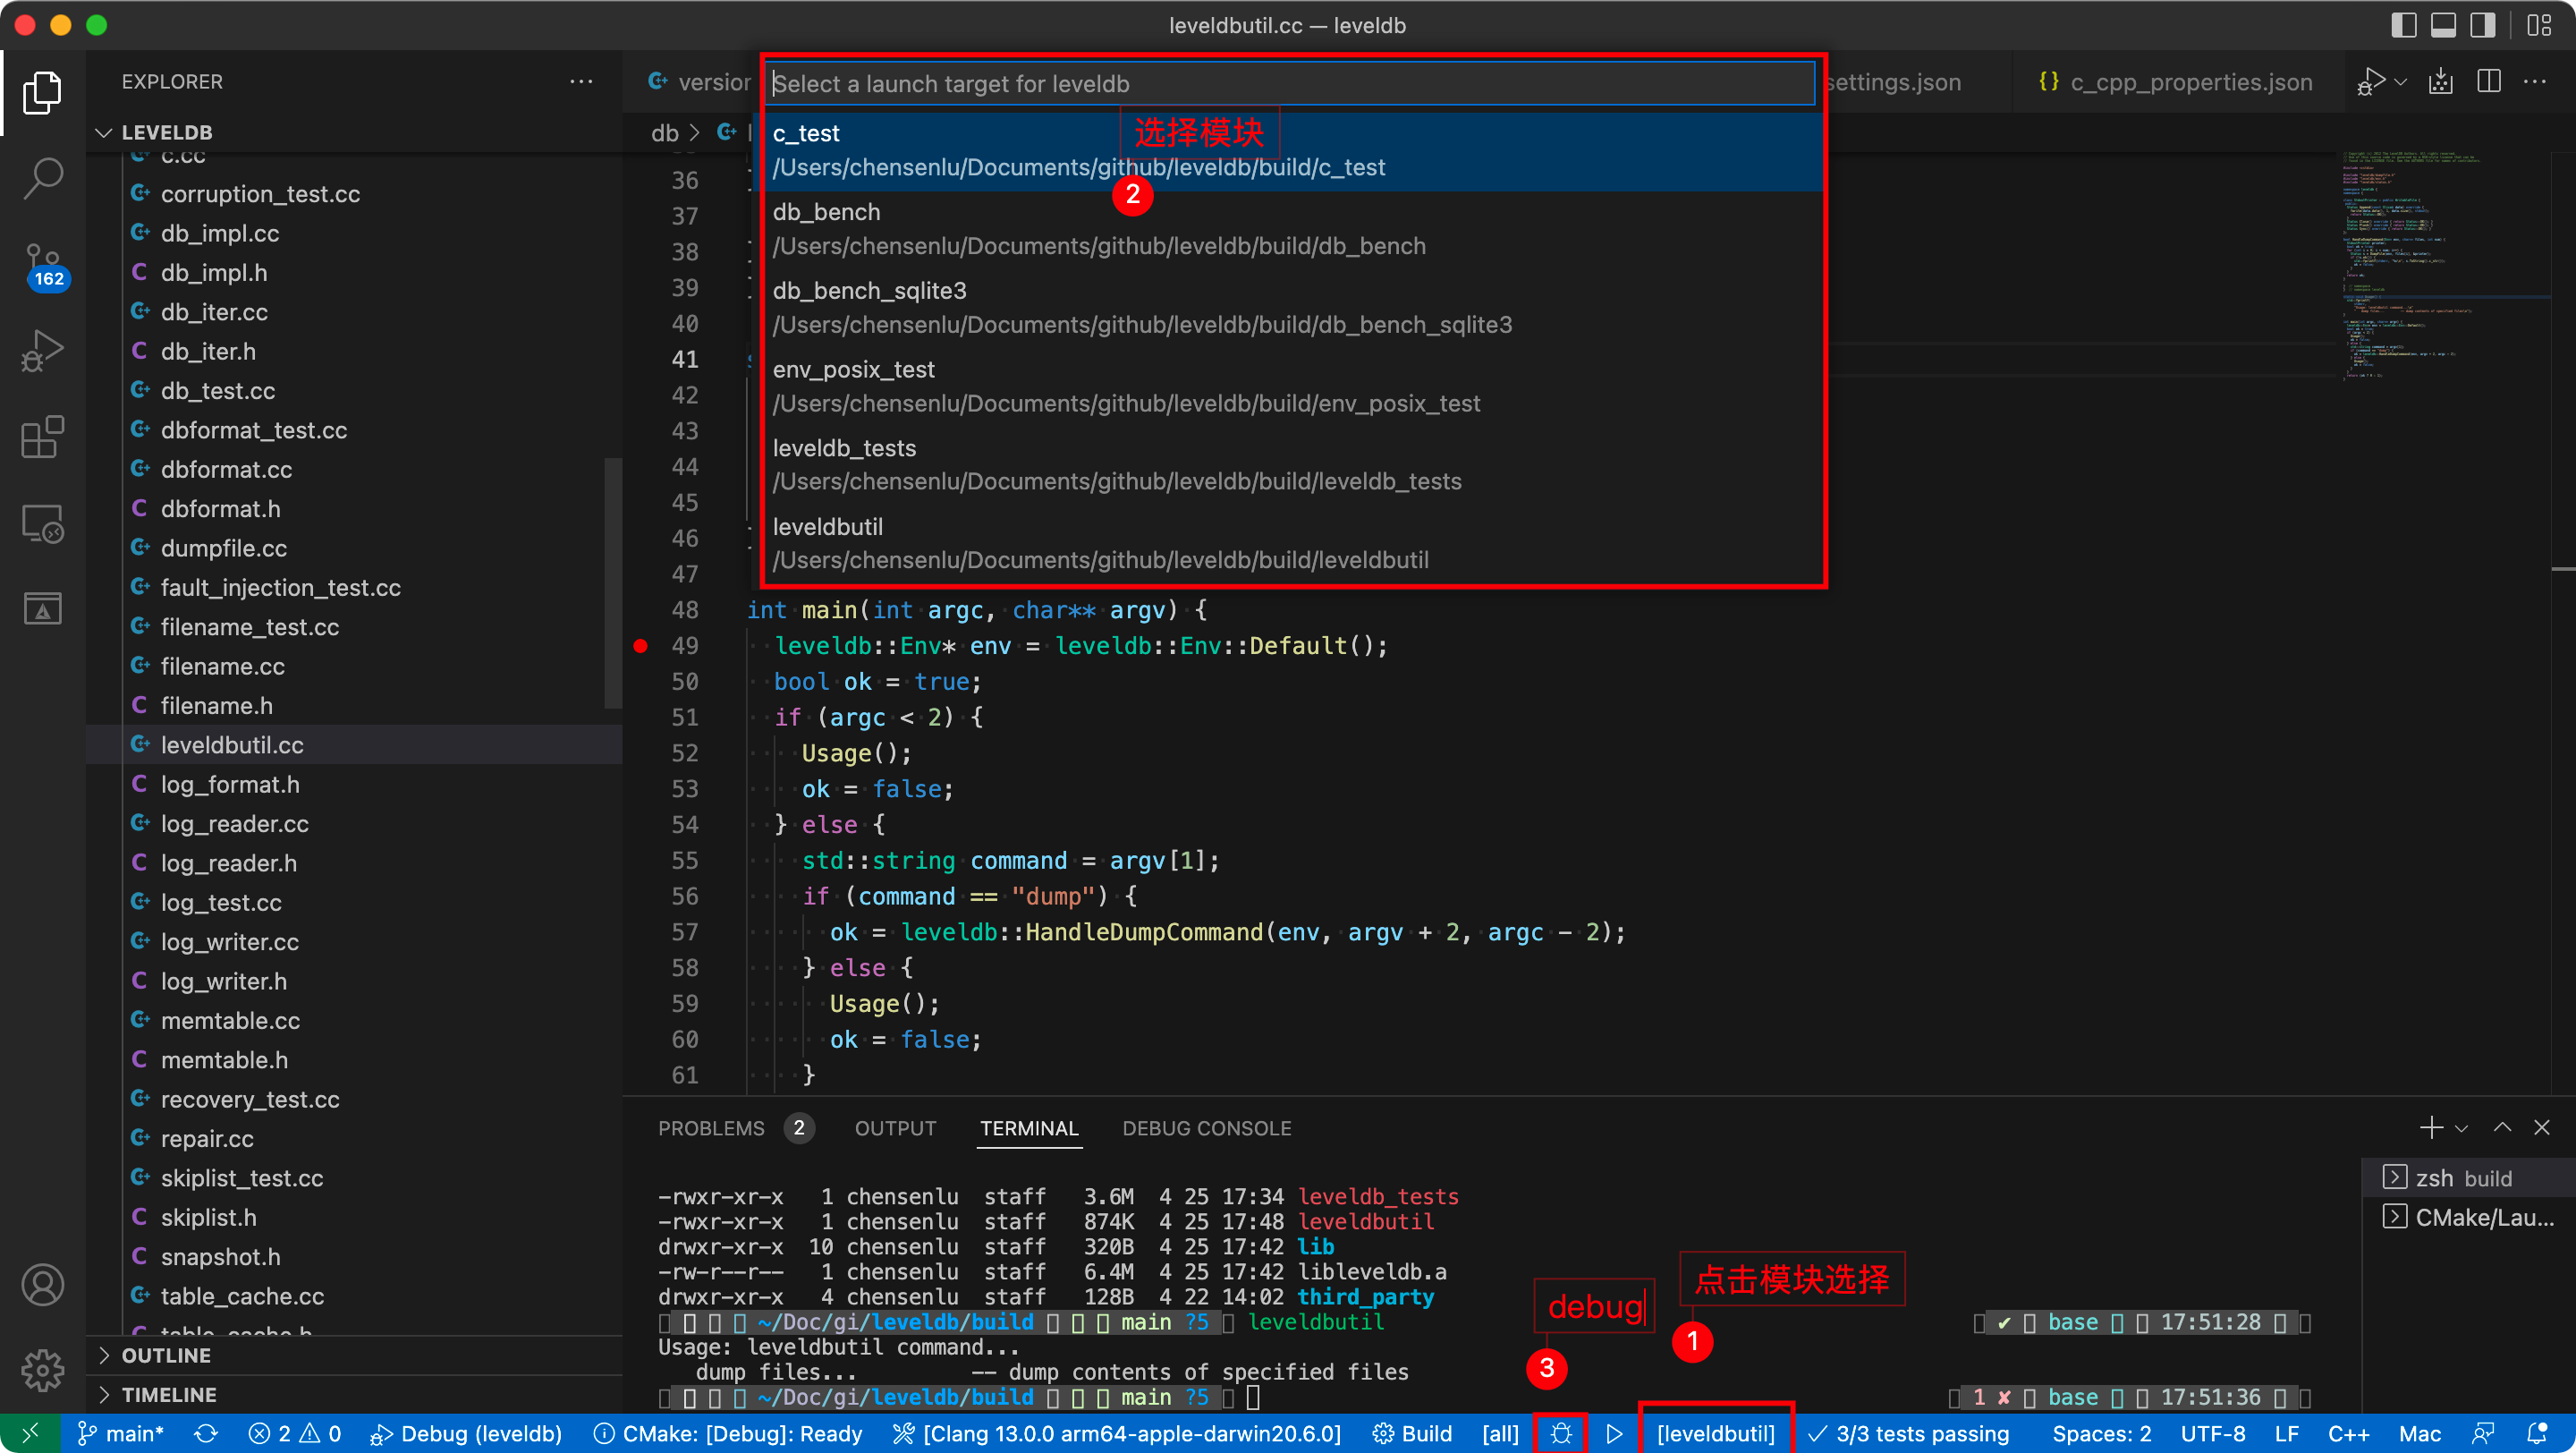 leveldbutil.cc — leveldb
EXPLORER
LEVELDB
c.cc
corruption_test.cc
db_impl.cc
db_impl.h
db_iter.cc
db_iter.h
db_test.cc
dbformat_test.cc
dbformat.cc
dbformat.h
dumpfile.cc
fault_injection_test.cc
filename_test.cc
filename.cc
filename.h
leveldbutil.cc
log_format.h
log_reader.cc
log_reader.h
log_test.cc
log_writer.cc
log_writer.h
memtable.cc
memtable.h
recovery_test.cc
repair.cc
skiplist_test.cc
skiplist.h
snapshot.h
table_cache.cc
table_cache.h
OUTLINE
TIMELINE
162
version
settings.json
{} c_cpp_properties.json
db >
Select a launch target for leveldb
c_test
/Users/chensenlu/Documents/github/leveldb/build/c_test
选择模块
2
db_bench
/Users/chensenlu/Documents/github/leveldb/build/db_bench
db_bench_sqlite3
/Users/chensenlu/Documents/github/leveldb/build/db_bench_sqlite3
env_posix_test
/Users/chensenlu/Documents/github/leveldb/build/env_posix_test
leveldb_tests
/Users/chensenlu/Documents/github/leveldb/build/leveldb_tests
leveldbutil
/Users/chensenlu/Documents/github/leveldb/build/leveldbutil
36
37
38
39
40
41
42
43
44
45
46
47
48 int main(int argc, char** argv) {
49 leveldb::Env* env = leveldb::Env::Default();
50 bool ok = true;
51 if (argc < 2) {
52 Usage();
53 ok = false;
54 } else {
55 std::string command = argv[1];
56 if (command == "dump") {
57 ok = leveldb::HandleDumpCommand(env, argv + 2, argc - 2);
58 } else {
59 Usage();
60 ok = false;
61 }
PROBLEMS 2 OUTPUT TERMINAL DEBUG CONSOLE
-rwxr-xr-x 1 chensenlu staff 3.6M 4 25 17:34 leveldb_tests
-rwxr-xr-x 1 chensenlu staff 874K 4 25 17:48 leveldbutil
drwxr-xr-x 10 chensenlu staff 320B 4 25 17:42 lib
-rw-r--r-- 1 chensenlu staff 6.4M 4 25 17:42 libleveldb.a
drwxr-xr-x 4 chensenlu staff 128B 4 22 14:02 third_party
~/Doc/gi/leveldb/build main ?5 leveldbutil ✔ base 17:51:28
Usage: leveldbutil command...
dump files... -- dump contents of specified files
~/Doc/gi/leveldb/build main ?5 1 ✘ base 17:51:36
zsh build
CMake/Lau...
debug
3
点击模块选择
1
main* 2 0 Debug (leveldb) CMake: [Debug]: Ready [Clang 13.0.0 arm64-apple-darwin20.6.0] Build [all] [leveldbutil] 3/3 tests passing Spaces: 2 UTF-8 LF C++ Mac